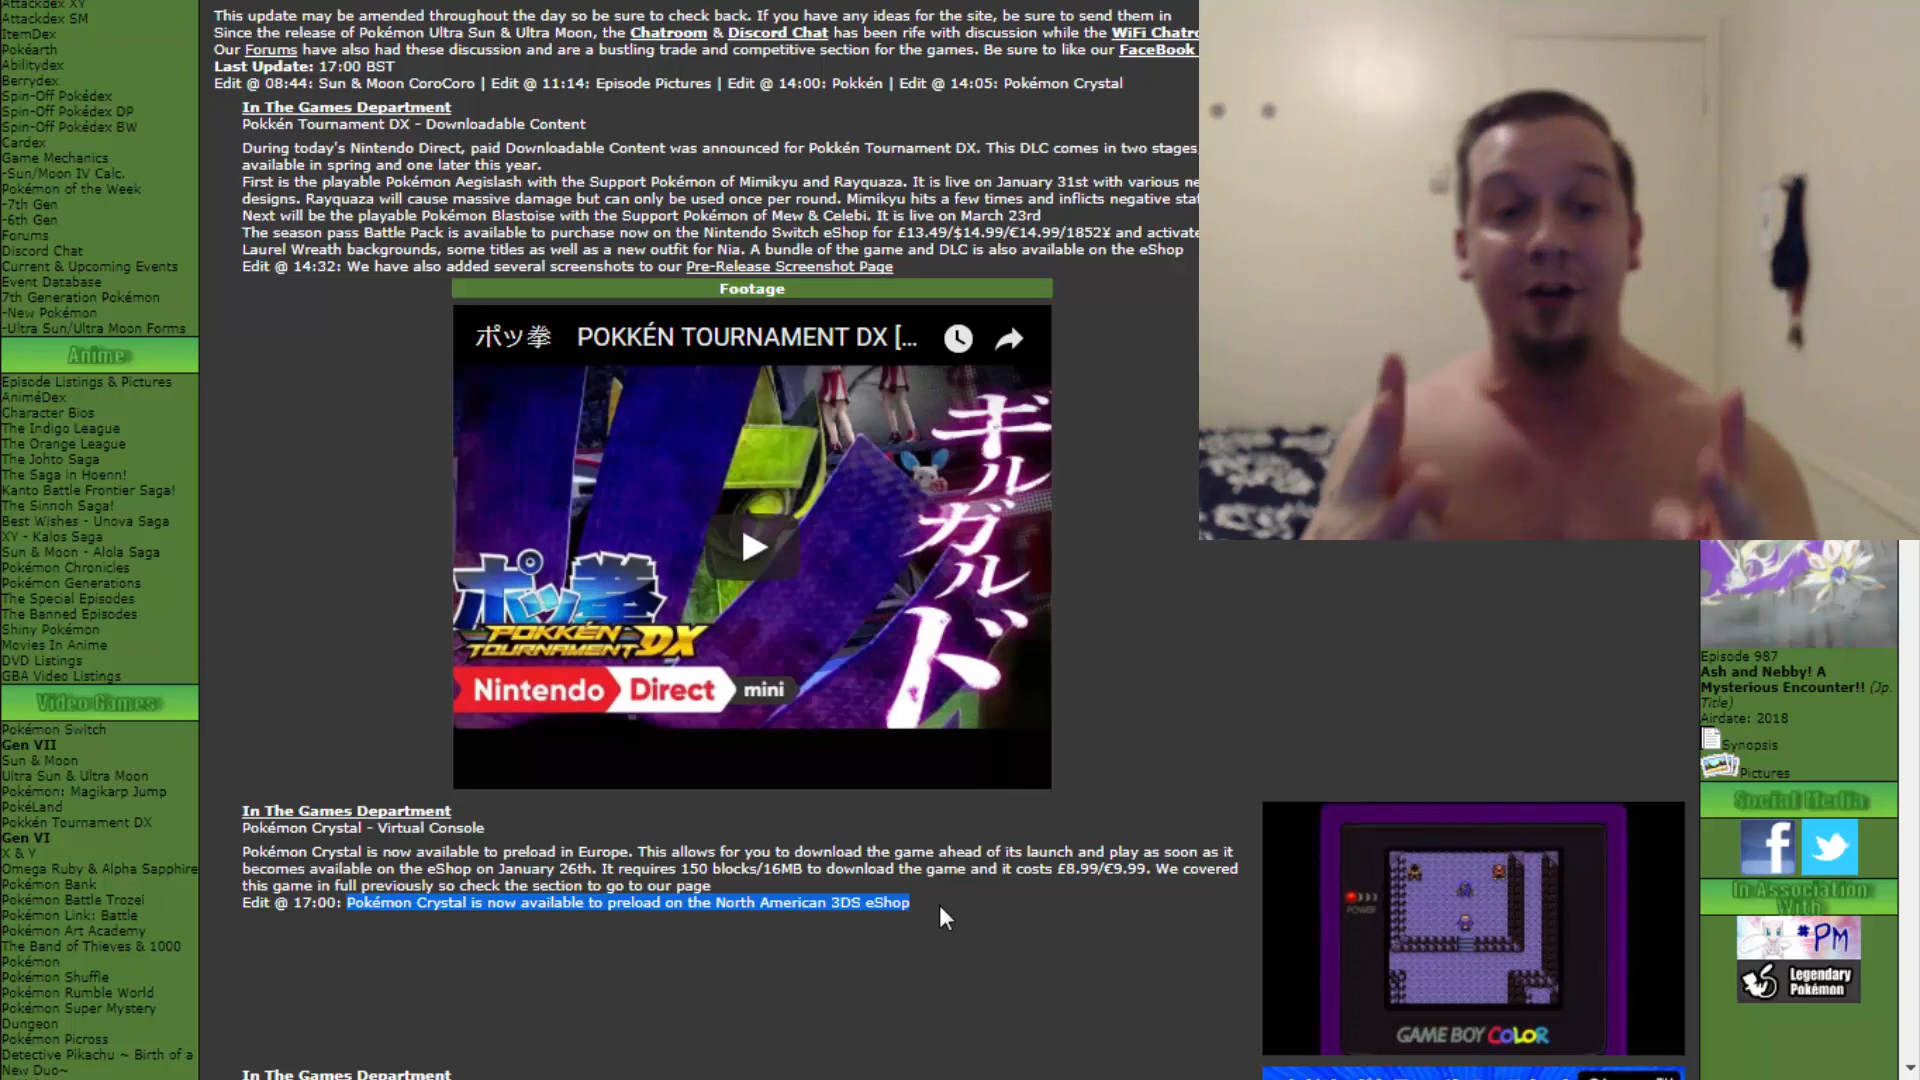 Attackdex XY
Attackdex SM
ItemDex
Pokéarth
Abilitydex
Berrydex
Spin-Off Pokédex
Spin-Off Pokédex DP
Spin-Off Pokédex BW
Cardex
Game Mechanics
-Sun/Moon IV Calc.
Pokémon of the Week
-7th Gen
-6th Gen
Forums
Discord Chat
Current & Upcoming Events
Event Database
7th Generation Pokémon
-New Pokémon
-Ultra Sun/Ultra Moon Forms
Anime
Episode Listings & Pictures
AniméDex
Character Bios
The Indigo League
The Orange League
The Johto Saga
The Saga in Hoenn!
Kanto Battle Frontier Saga!
The Sinnoh Saga!
Best Wishes - Unova Saga
XY - Kalos Saga
Sun & Moon - Alola Saga
Pokémon Chronicles
Pokémon Generations
The Special Episodes
The Banned Episodes
Shiny Pokémon
Movies In Anime
DVD Listings
GBA Video Listings
Video Games
Pokémon Switch
Gen VII
Sun & Moon
Ultra Sun & Ultra Moon
Pokémon: Magikarp Jump
PokéLand
Pokkén Tournament DX
Gen VI
X & Y
Omega Ruby & Alpha Sapphire
Pokémon Bank
Pokémon Battle Trozei
Pokémon Link: Battle
Pokémon Art Academy
The Band of Thieves & 1000
Pokémon
Pokémon Shuffle
Pokémon Rumble World
Pokémon Super Mystery
Dungeon
Pokémon Picross
Detective Pikachu ~ Birth of a
New Duo~
This update may be amended throughout the day so be sure to check back. If you have any ideas for the site, be sure to send them in
Since the release of Pokémon Ultra Sun & Ultra Moon, the Chatroom & Discord Chat has been rife with discussion while the WiFi Chatro
Our Forums have also had these discussion and are a bustling trade and competitive section for the games. Be sure to like our FaceBook
Last Update: 17:00 BST
Edit @ 08:44: Sun & Moon CoroCoro | Edit @ 11:14: Episode Pictures | Edit @ 14:00: Pokkén | Edit @ 14:05: Pokémon Crystal
In The Games Department
Pokkén Tournament DX - Downloadable Content
During today's Nintendo Direct, paid Downloadable Content was announced for Pokkén Tournament DX. This DLC comes in two stages,
available in spring and one later this year.
First is the playable Pokémon Aegislash with the Support Pokémon of Mimikyu and Rayquaza. It is live on January 31st with various ne
designs. Rayquaza will cause massive damage but can only be used once per round. Mimikyu hits a few times and inflicts negative sta
Next will be the playable Pokémon Blastoise with the Support Pokémon of Mew & Celebi. It is live on March 23rd
The season pass Battle Pack is available to purchase now on the Nintendo Switch eShop for £13.49/$14.99/€14.99/1852¥ and activate
Laurel Wreath backgrounds, some titles as well as a new outfit for Nia. A bundle of the game and DLC is also available on the eShop
Edit @ 14:32: We have also added several screenshots to our Pre-Release Screenshot Page
Footage
ポッ拳 POKKÉN TOURNAMENT DX [...
ギルガルド
ポッ拳
POKKÉN
TOURNAMENT DX
Nintendo Direct mini
In The Games Department
Pokémon Crystal - Virtual Console
Pokémon Crystal is now available to preload in Europe. This allows for you to download the game ahead of its launch and play as soon as it
becomes available on the eShop on January 26th. It requires 150 blocks/16MB to download the game and it costs £8.99/€9.99. We covered
this game in full previously so check the section to go to our page
Edit @ 17:00: Pokémon Crystal is now available to preload on the North American 3DS eShop
In The Games Department
POWER
GAME BOY COLOR
Episode 987
Ash and Nebby! A
Mysterious Encounter!! (Jp.
Title)
Airdate: 2018
Synopsis
Pictures
Social Media
In Association
With
#PM
Legendary
Pokémon